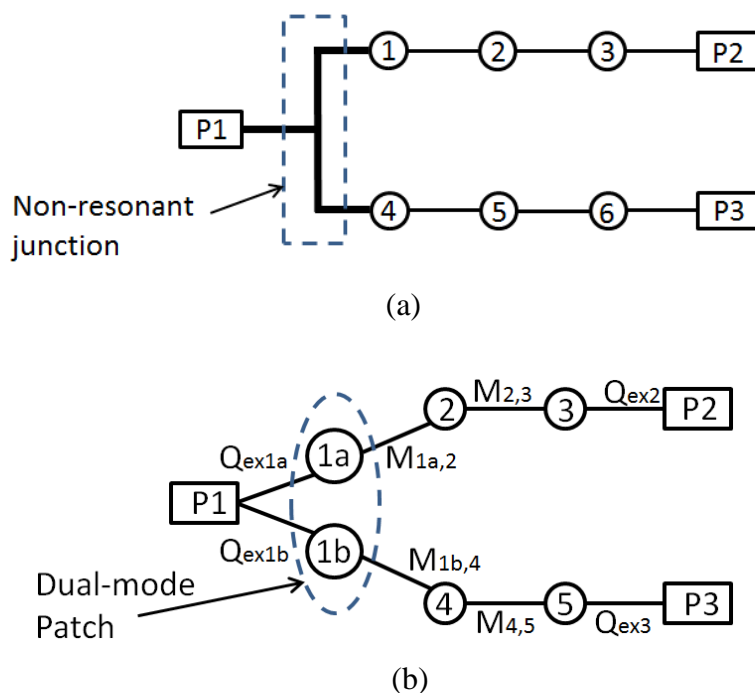 1 2 3 P2
P1
Non-resonant
junction
4 5 6 P3
(a)
2 M2,3 3 Qex2 P2
Qex1a 1a M1a,2
P1
Qex1b 1b M1b,4
Dual-mode
Patch
4 M4,5 5 Qex3 P3
(b)